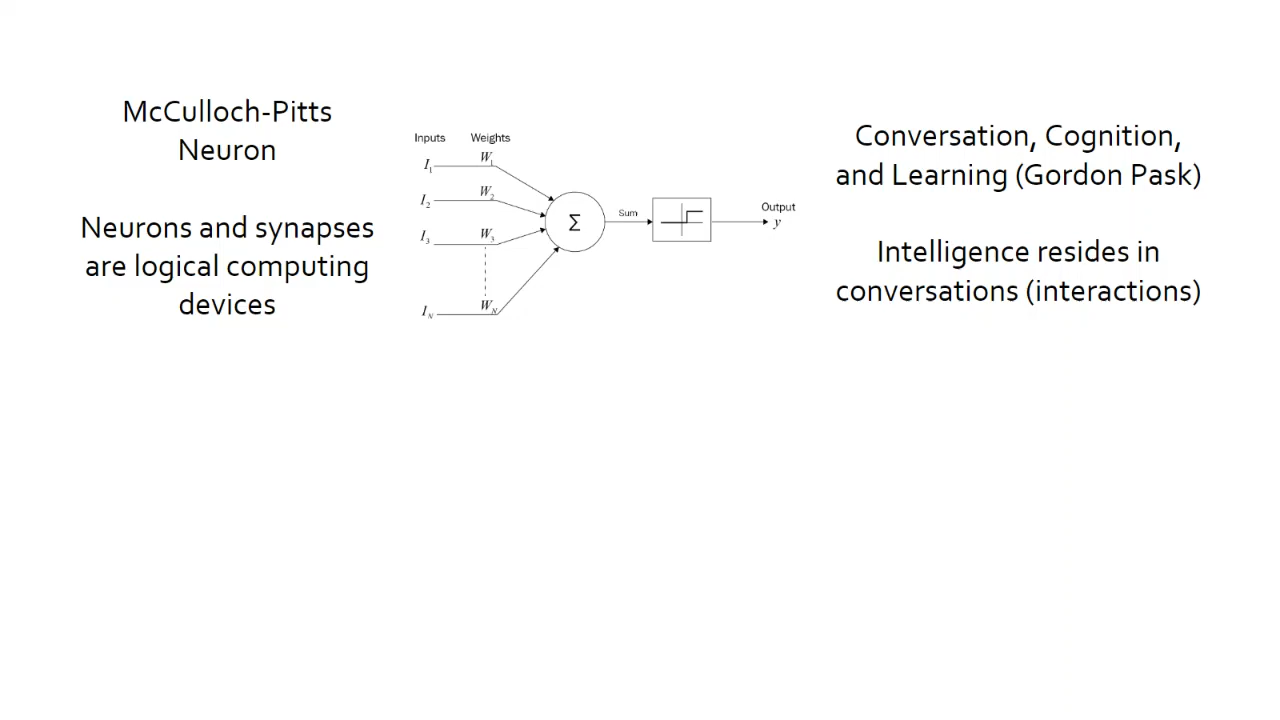 McCulloch-Pitts
Neuron
Neurons and synapses
are logical computing
devices
Inputs Weights
I1 W1
I2 W2
I3 W3
IN WN
Σ
Sum
Output
y
Conversation, Cognition,
and Learning (Gordon Pask)
Intelligence resides in
conversations (interactions)